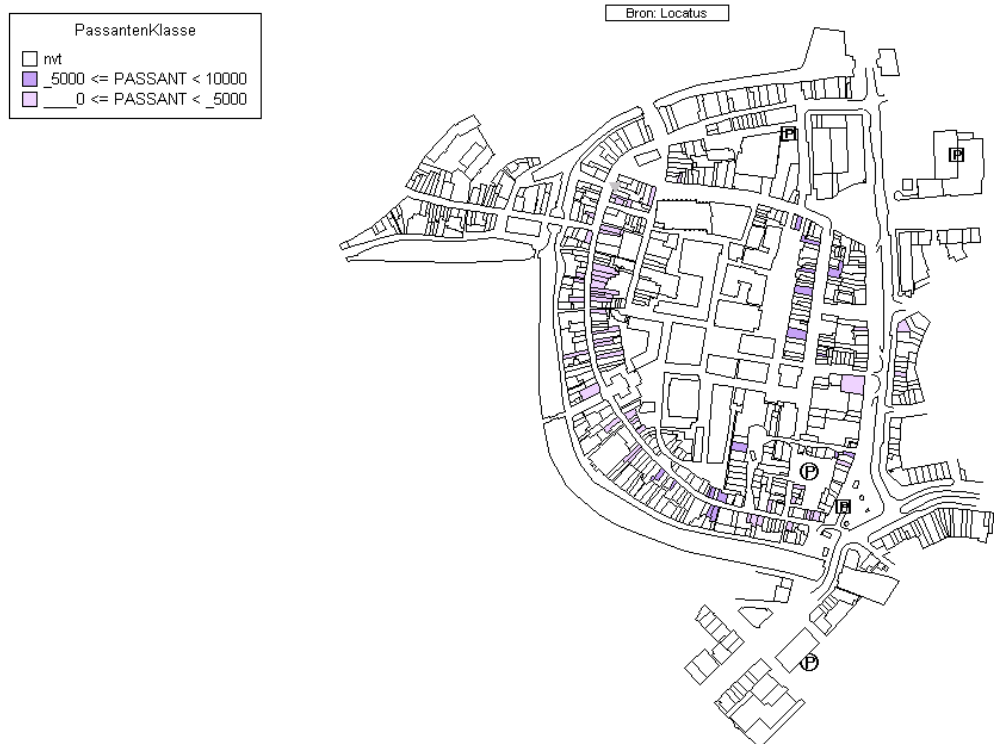 Bron: Locatus
PassantenKlasse
nvt
_5000 <= PASSANT < 10000
____0 <= PASSANT < _5000
P
P
P
P
P